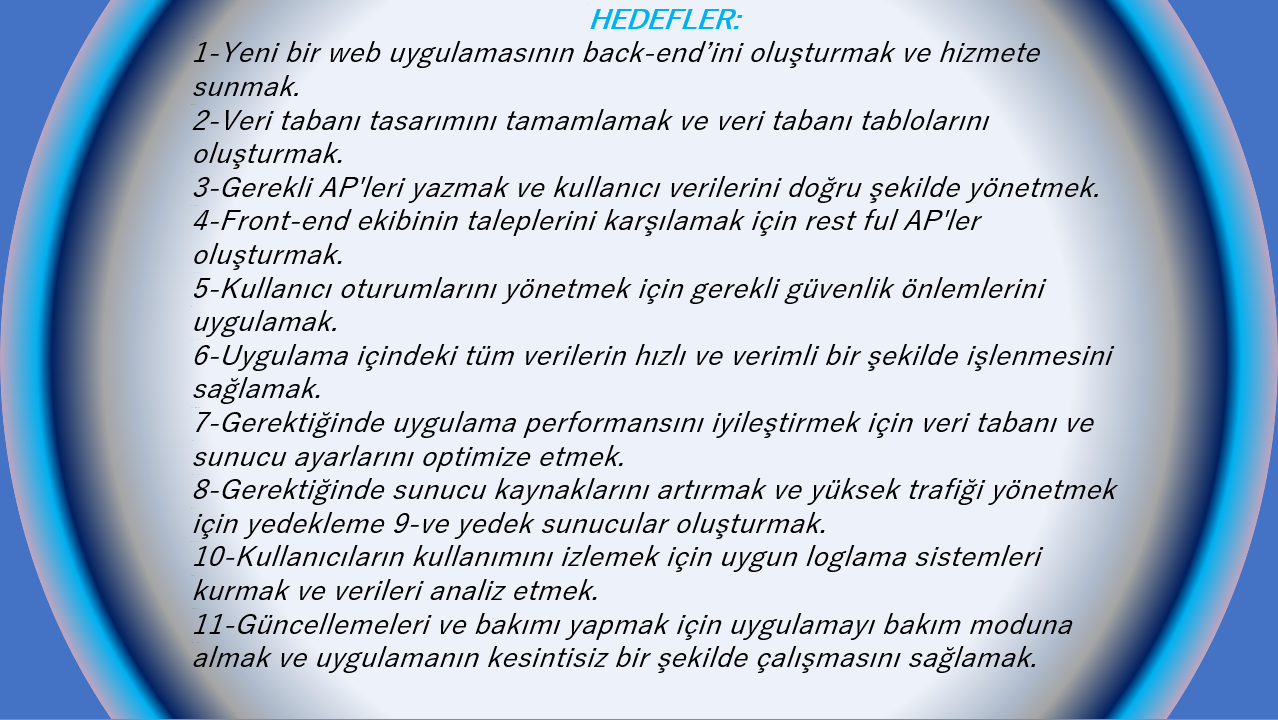 HEDEFLER:
1-Yeni bir web uygulamasının back-end’ini oluşturmak ve hizmete
sunmak.
2-Veri tabanı tasarımını tamamlamak ve veri tabanı tablolarını
oluşturmak.
3-Gerekli AP'leri yazmak ve kullanıcı verilerini doğru şekilde yönetmek.
4-Front-end ekibinin taleplerini karşılamak için rest ful AP'ler
oluşturmak.
5-Kullanıcı oturumlarını yönetmek için gerekli güvenlik önlemlerini
uygulamak.
6-Uygulama içindeki tüm verilerin hızlı ve verimli bir şekilde işlenmesini
sağlamak.
7-Gerektiğinde uygulama performansını iyileştirmek için veri tabanı ve
sunucu ayarlarını optimize etmek.
8-Gerektiğinde sunucu kaynaklarını artırmak ve yüksek trafiği yönetmek
için yedekleme 9-ve yedek sunucular oluşturmak.
10-Kullanıcıların kullanımını izlemek için uygun loglama sistemleri
kurmak ve verileri analiz etmek.
11-Güncellemeleri ve bakımı yapmak için uygulamayı bakım moduna
almak ve uygulamanın kesintisiz bir şekilde çalışmasını sağlamak.